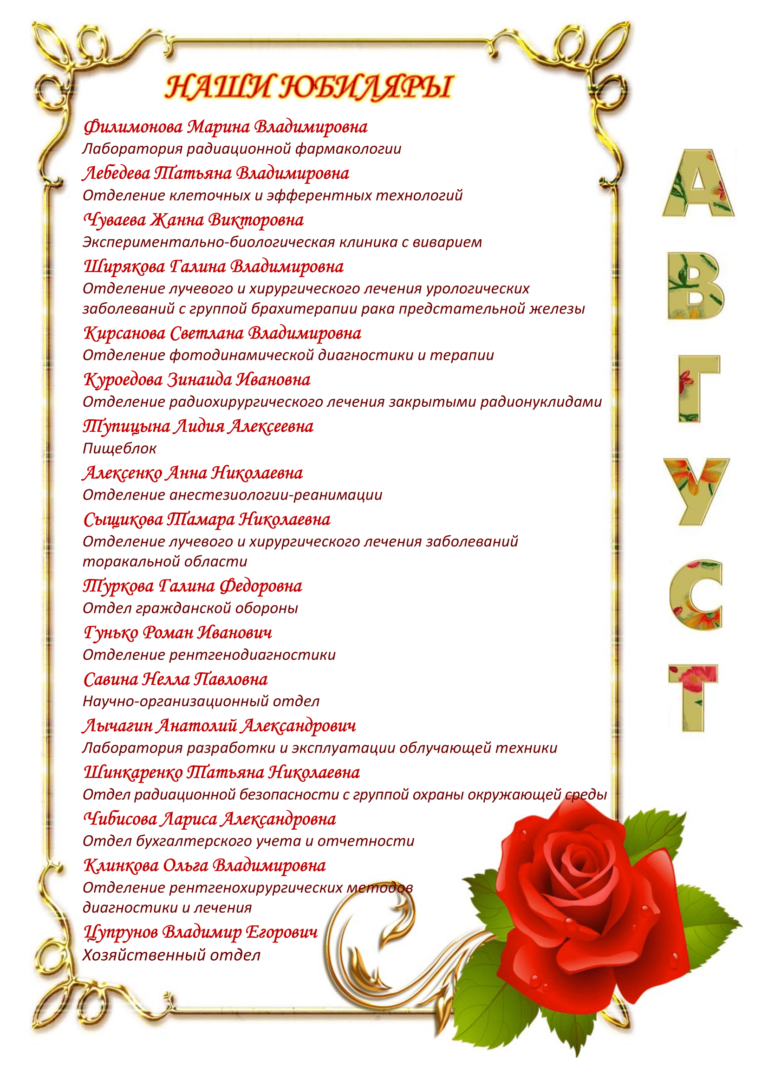 НАШИ ЮБИЛЯРЫ
Филимонова Марина Владимировна
Лаборатория радиационной фармакологии
Лебедева Татьяна Владимировна
Отделение клеточных и эфферентных технологий
Чуваева Жанна Викторовна
Экспериментально-биологическая клиника с виварием
Ширякова Галина Владимировна
Отделение лучевого и хирургического лечения урологических
заболеваний с группой брахитерапии рака предстательной железы
Кирсанова Светлана Владимировна
Отделение фотодинамической диагностики и терапии
Куроедова Зинаида Ивановна
Отделение радиохирургического лечения закрытыми радионуклидами
Тупицына Лидия Алексеевна
Пищеблок
Алексенко Анна Николаевна
Отделение анестезиологии-реанимации
Сыщикова Тамара Николаевна
Отделение лучевого и хирургического лечения заболеваний
торакальной области
Туркова Галина Федоровна
Отдел гражданской обороны
Гунько Роман Иванович
Отделение рентгенодиагностики
Савина Нелла Павловна
Научно-организационный отдел
Лычагин Анатолий Александрович
Лаборатория разработки и эксплуатации облучающей техники
Шинкаренко Татьяна Николаевна
Отдел радиационной безопасности с группой охраны окружающей среды
Чибисова Лариса Александровна
Отдел бухгалтерского учета и отчетности
Клинкова Ольга Владимировна
Отделение рентгенохирургических методов
диагностики и лечения
Цупрунов Владимир Егорович
Хозяйственный отдел
А
В
Г
У
С
Т